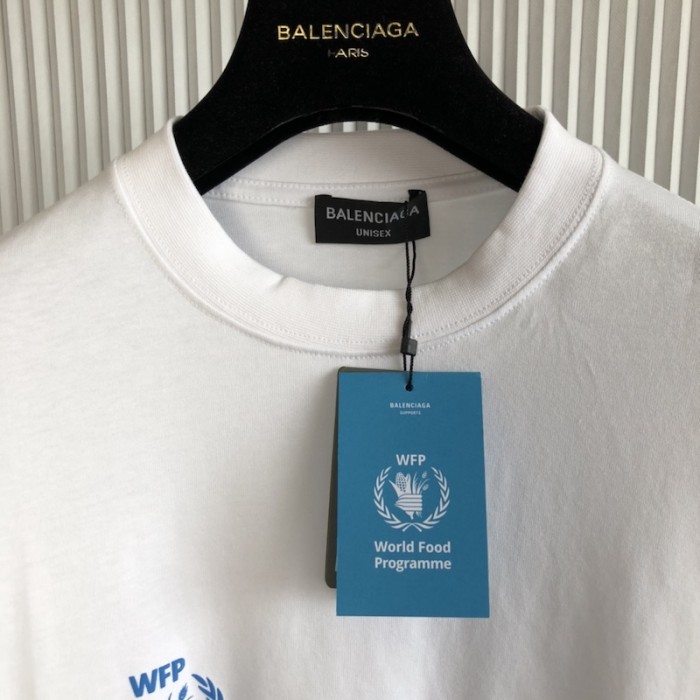 BALENCIAGA
PARIS
BALENCIAGA
UNISEX
BALENCIAGA
SUPPORTS
WFP
World Food
Programme
WFP